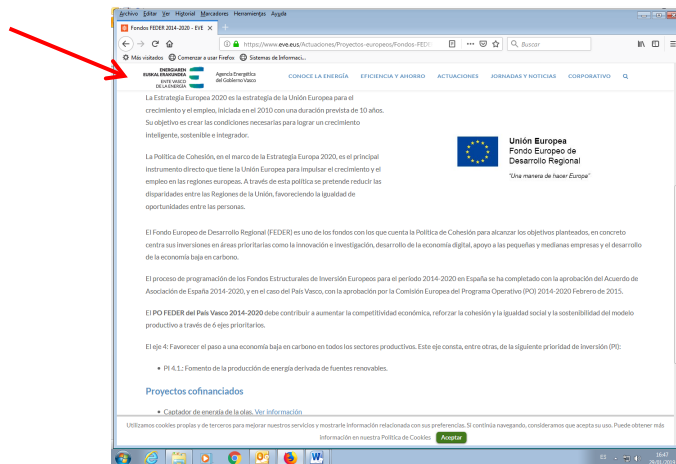 Archivo Editar Ver Historial Marcadores Herramientas Ayuda
Fondos FEDER 2014-2020 - EVE
https://www.eve.eus/Actuaciones/Proyectos-europeos/Fondos-FED
Buscar
Más visitados Comenzar a usar Firefox Sistemas de Informaci...
ENERGIAREN
EUSKAL ERAKUNDEA
ENTE VASCO
DE LA ENERGÍA
Agencia Energética
del Gobierno Vasco
CONOCE LA ENERGÍA EFICIENCIA Y AHORRO ACTUACIONES JORNADAS Y NOTICIAS CORPORATIVO
La Estrategia Europea 2020 es la estrategia de la Unión Europea para el
crecimiento y el empleo, iniciada en el 2010 con una duración prevista de 10 años.
Su objetivo es crear las condiciones necesarias para lograr un crecimiento
inteligente, sostenible e integrador.
La Política de Cohesión, en el marco de la Estrategia Europa 2020, es el principal
instrumento directo que tiene la Unión Europea para impulsar el crecimiento y el
empleo en las regiones europeas. A través de esta política se pretende reducir las
disparidades entre las Regiones de la Unión, favoreciendo la igualdad de
oportunidades entre las personas.
Unión Europea
Fondo Europeo de
Desarrollo Regional
"Una manera de hacer Europa"
El Fondo Europeo de Desarrollo Regional (FEDER) es uno de los fondos con los que cuenta la Política de Cohesión para alcanzar los objetivos planteados, en concreto
centra sus inversiones en áreas prioritarias como la innovación e investigación, desarrollo de la economía digital, apoyo a las pequeñas y medianas empresas y el desarrollo
de la economía baja en carbono.
El proceso de programación de los Fondos Estructurales de Inversión Europeos para el periodo 2014-2020 en España se ha completado con la aprobación del Acuerdo de
Asociación de España 2014-2020, y en el caso del País Vasco, con la aprobación por la Comisión Europea del Programa Operativo (PO) 2014-2020 Febrero de 2015.
El PO FEDER del País Vasco 2014-2020 debe contribuir a aumentar la competitividad económica, reforzar la cohesión y la igualdad social y la sostenibilidad del modelo
productivo a través de 6 ejes prioritarios.
El eje 4: Favorecer el paso a una economía baja en carbono en todos los sectores productivos. Este eje consta, entre otras, de la siguiente prioridad de inversión (PI):
PI 4.1.: Fomento de la producción de energía derivada de fuentes renovables.
Proyectos cofinanciados
Captador de energía de la olas. Ver información
Utilizamos cookies propias y de terceros para mejorar nuestros servicios y mostrarle información relacionada con sus preferencias. Si continúa navegando, consideramos que acepta su uso. Puede obtener más
información en nuestra Política de Cookies Aceptar
ES
16:47